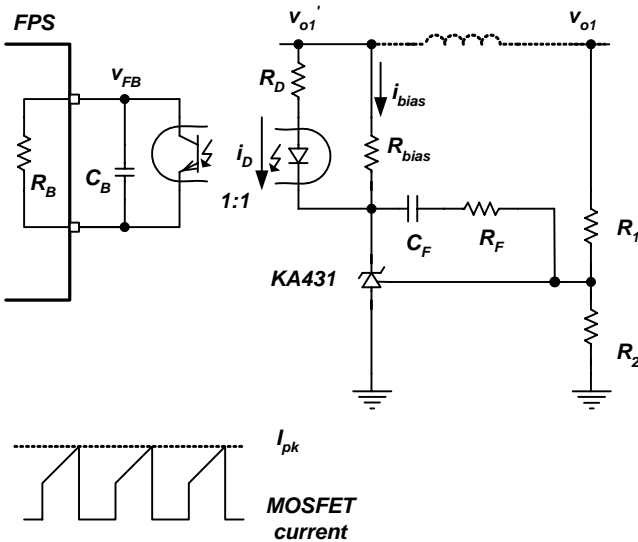 FPS
v_o1'
v_o1
v_FB
R_D
i_bias
R_bias
i_D
R_B
C_B
1:1
C_F
R_F
R_1
KA431
R_2
I_pk
MOSFET
current